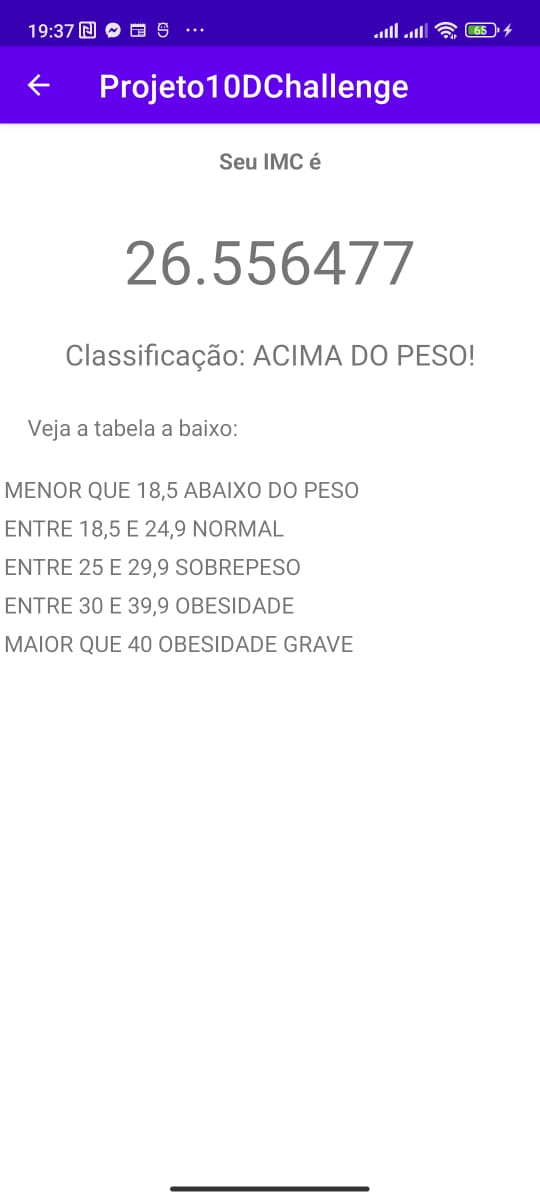 19:37
65
Projeto10DChallenge
Seu IMC é
26.556477
Classificação: ACIMA DO PESO!
Veja a tabela a baixo:
MENOR QUE 18,5 ABAIXO DO PESO
ENTRE 18,5 E 24,9 NORMAL
ENTRE 25 E 29,9 SOBREPESO
ENTRE 30 E 39,9 OBESIDADE
MAIOR QUE 40 OBESIDADE GRAVE